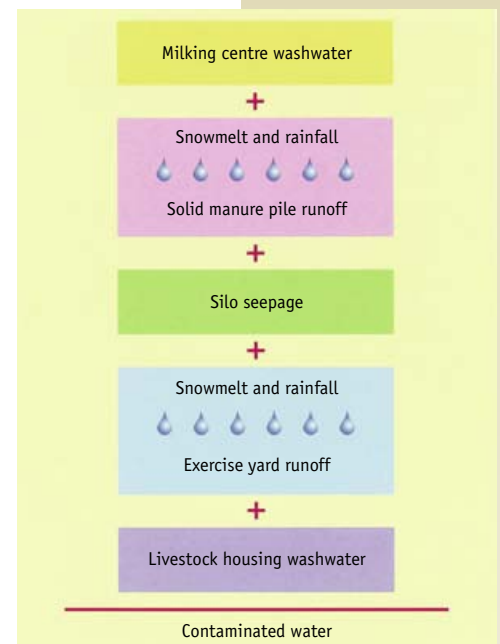 Milking centre washwater
+
Snowmelt and rainfall
Solid manure pile runoff
+
Silo seepage
+
Snowmelt and rainfall
Exercise yard runoff
+
Livestock housing washwater
Contaminated water